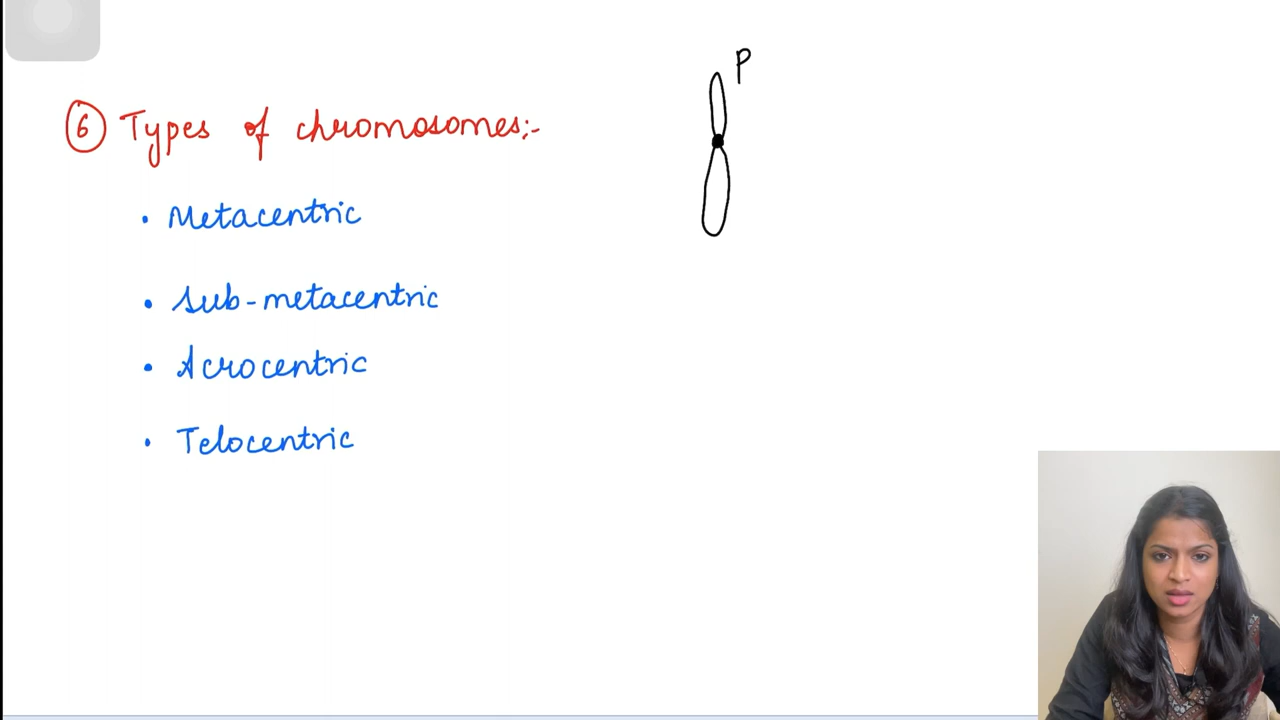 ⑥ Types of chromosomes:-
P
• Metacentric
• Sub-metacentric
• Acrocentric
• Telocentric